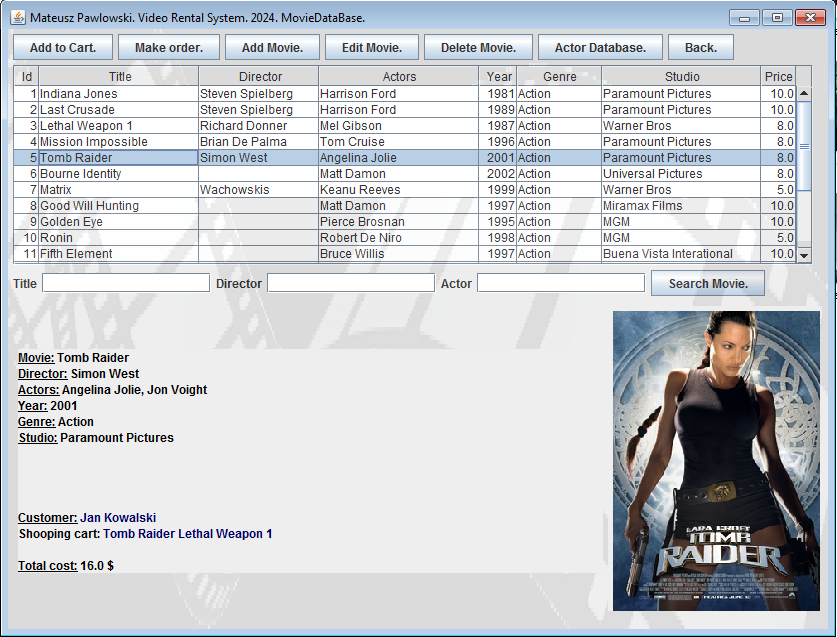 Mateusz Pawlowski. Video Rental System. 2024. MovieDataBase.
Add to Cart. Make order. Add Movie. Edit Movie. Delete Movie. Actor Database. Back.
Id Title Director Actors Year Genre Studio Price
1 Indiana Jones Steven Spielberg Harrison Ford 1981 Action Paramount Pictures 10.0
2 Last Crusade Steven Spielberg Harrison Ford 1989 Action Paramount Pictures 10.0
3 Lethal Weapon 1 Richard Donner Mel Gibson 1987 Action Warner Bros 8.0
4 Mission Impossible Brian De Palma Tom Cruise 1996 Action Paramount Pictures 8.0
5 Tomb Raider Simon West Angelina Jolie 2001 Action Paramount Pictures 8.0
6 Bourne Identity Matt Damon 2002 Action Universal Pictures 8.0
7 Matrix Wachowskis Keanu Reeves 1999 Action Warner Bros 5.0
8 Good Will Hunting Matt Damon 1997 Action Miramax Films 10.0
9 Golden Eye Pierce Brosnan 1995 Action MGM 10.0
10 Ronin Robert De Niro 1998 Action MGM 5.0
11 Fifth Element Bruce Willis 1997 Action Buena Vista Interational 10.0
Title Director Actor Search Movie.
Movie: Tomb Raider
Director: Simon West
Actors: Angelina Jolie, Jon Voight
Year: 2001
Genre: Action
Studio: Paramount Pictures
Customer: Jan Kowalski
Shooping cart: Tomb Raider Lethal Weapon 1
Total cost: 16.0 $
LARA CROFT
TOMB
RAIDER